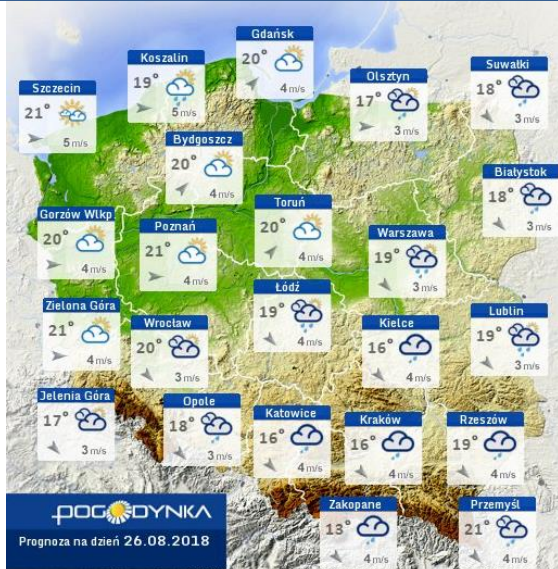 Gdańsk
20°
4 m/s
Koszalin
19°
5 m/s
Suwałki
18°
3 m/s
Olsztyn
17°
3 m/s
Szczecin
21°
5 m/s
Bydgoszcz
20°
4 m/s
Białystok
18°
3 m/s
Toruń
20°
4 m/s
Gorzów Wlkp
20°
4 m/s
Poznań
21°
4 m/s
Warszawa
19°
3 m/s
Łódź
19°
4 m/s
Zielona Góra
21°
4 m/s
Wrocław
20°
3 m/s
Kielce
16°
4 m/s
Lublin
19°
3 m/s
Jelenia Góra
17°
3 m/s
Opole
18°
3 m/s
Katowice
16°
4 m/s
Kraków
16°
4 m/s
Rzeszów
19°
4 m/s
Zakopane
13°
4 m/s
Przemyśl
21°
4 m/s
POGODYNKA
Prognoza na dzień 26.08.2018